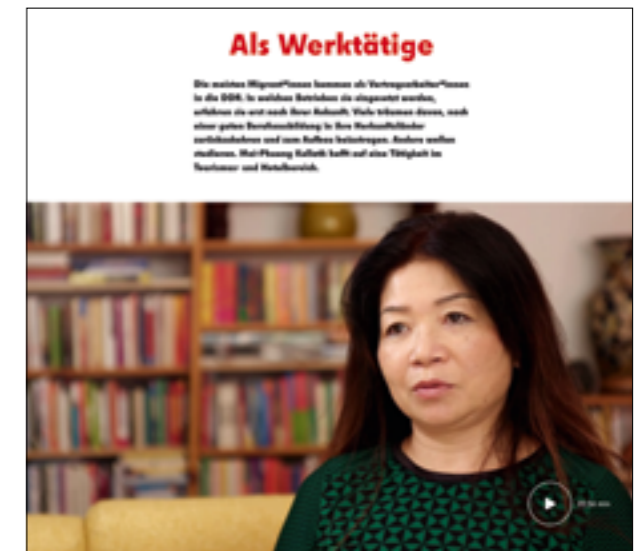 Als Werktätige
Die meisten Migrant*innen kommen als Vertragsarbeiter*innen
in die DDR. In welchen Betrieben sie eingesetzt werden,
erfahren sie erst nach ihrer Ankunft. Viele träumen davon, nach
einer guten Berufsausbildung in ihre Herkunftsländer
zurückzukehren und zum Aufbau beizutragen. Andere wollen
studieren. Mai-Phuong Kollath hofft auf eine Tätigkeit im
Tourismus- und Hotelbereich.